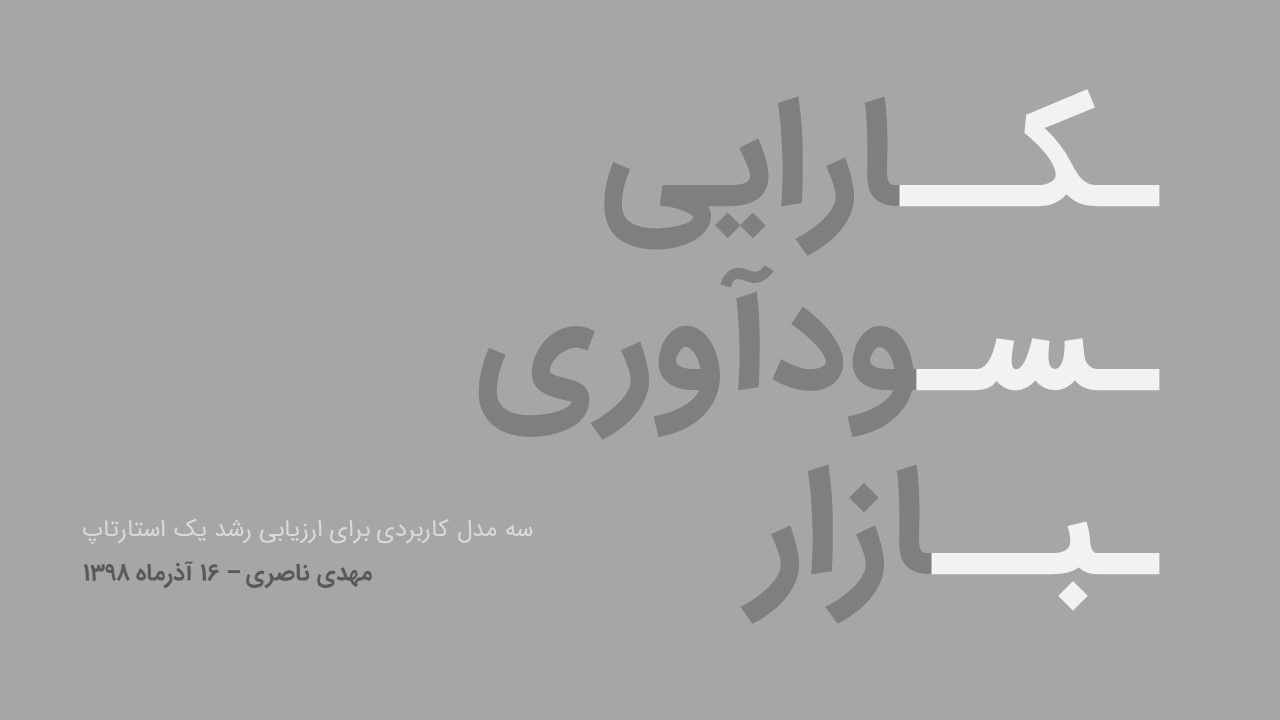 کارایی
سودآوری
بازار
سه مدل کاربردی برای ارزیابی رشد یک استارتاپ
مهدی ناصری – ۱۶ آذرماه ۱۳۹۸